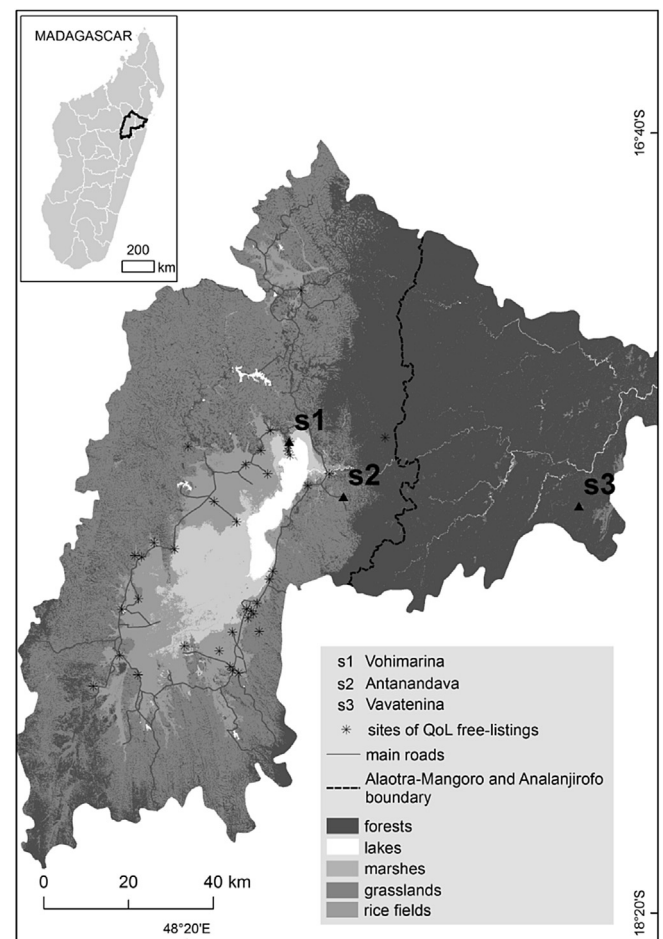 MADAGASCAR
200
km
16°40'S
s1
s2
s3
s1 Vohimarina
s2 Antanandava
s3 Vavatenina
sites of QoL free-listings
main roads
Alaotra-Mangoro and Analanjirofo
boundary
forests
lakes
marshes
grasslands
rice fields
0 20 40 km
48°20'E
18°20'S